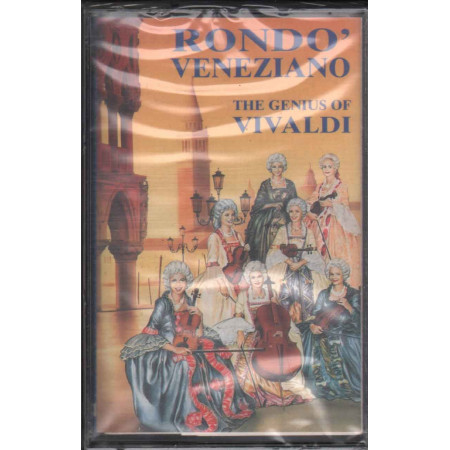 RONDO'
VENEZIANO
THE GENIUS OF
VIVALDI